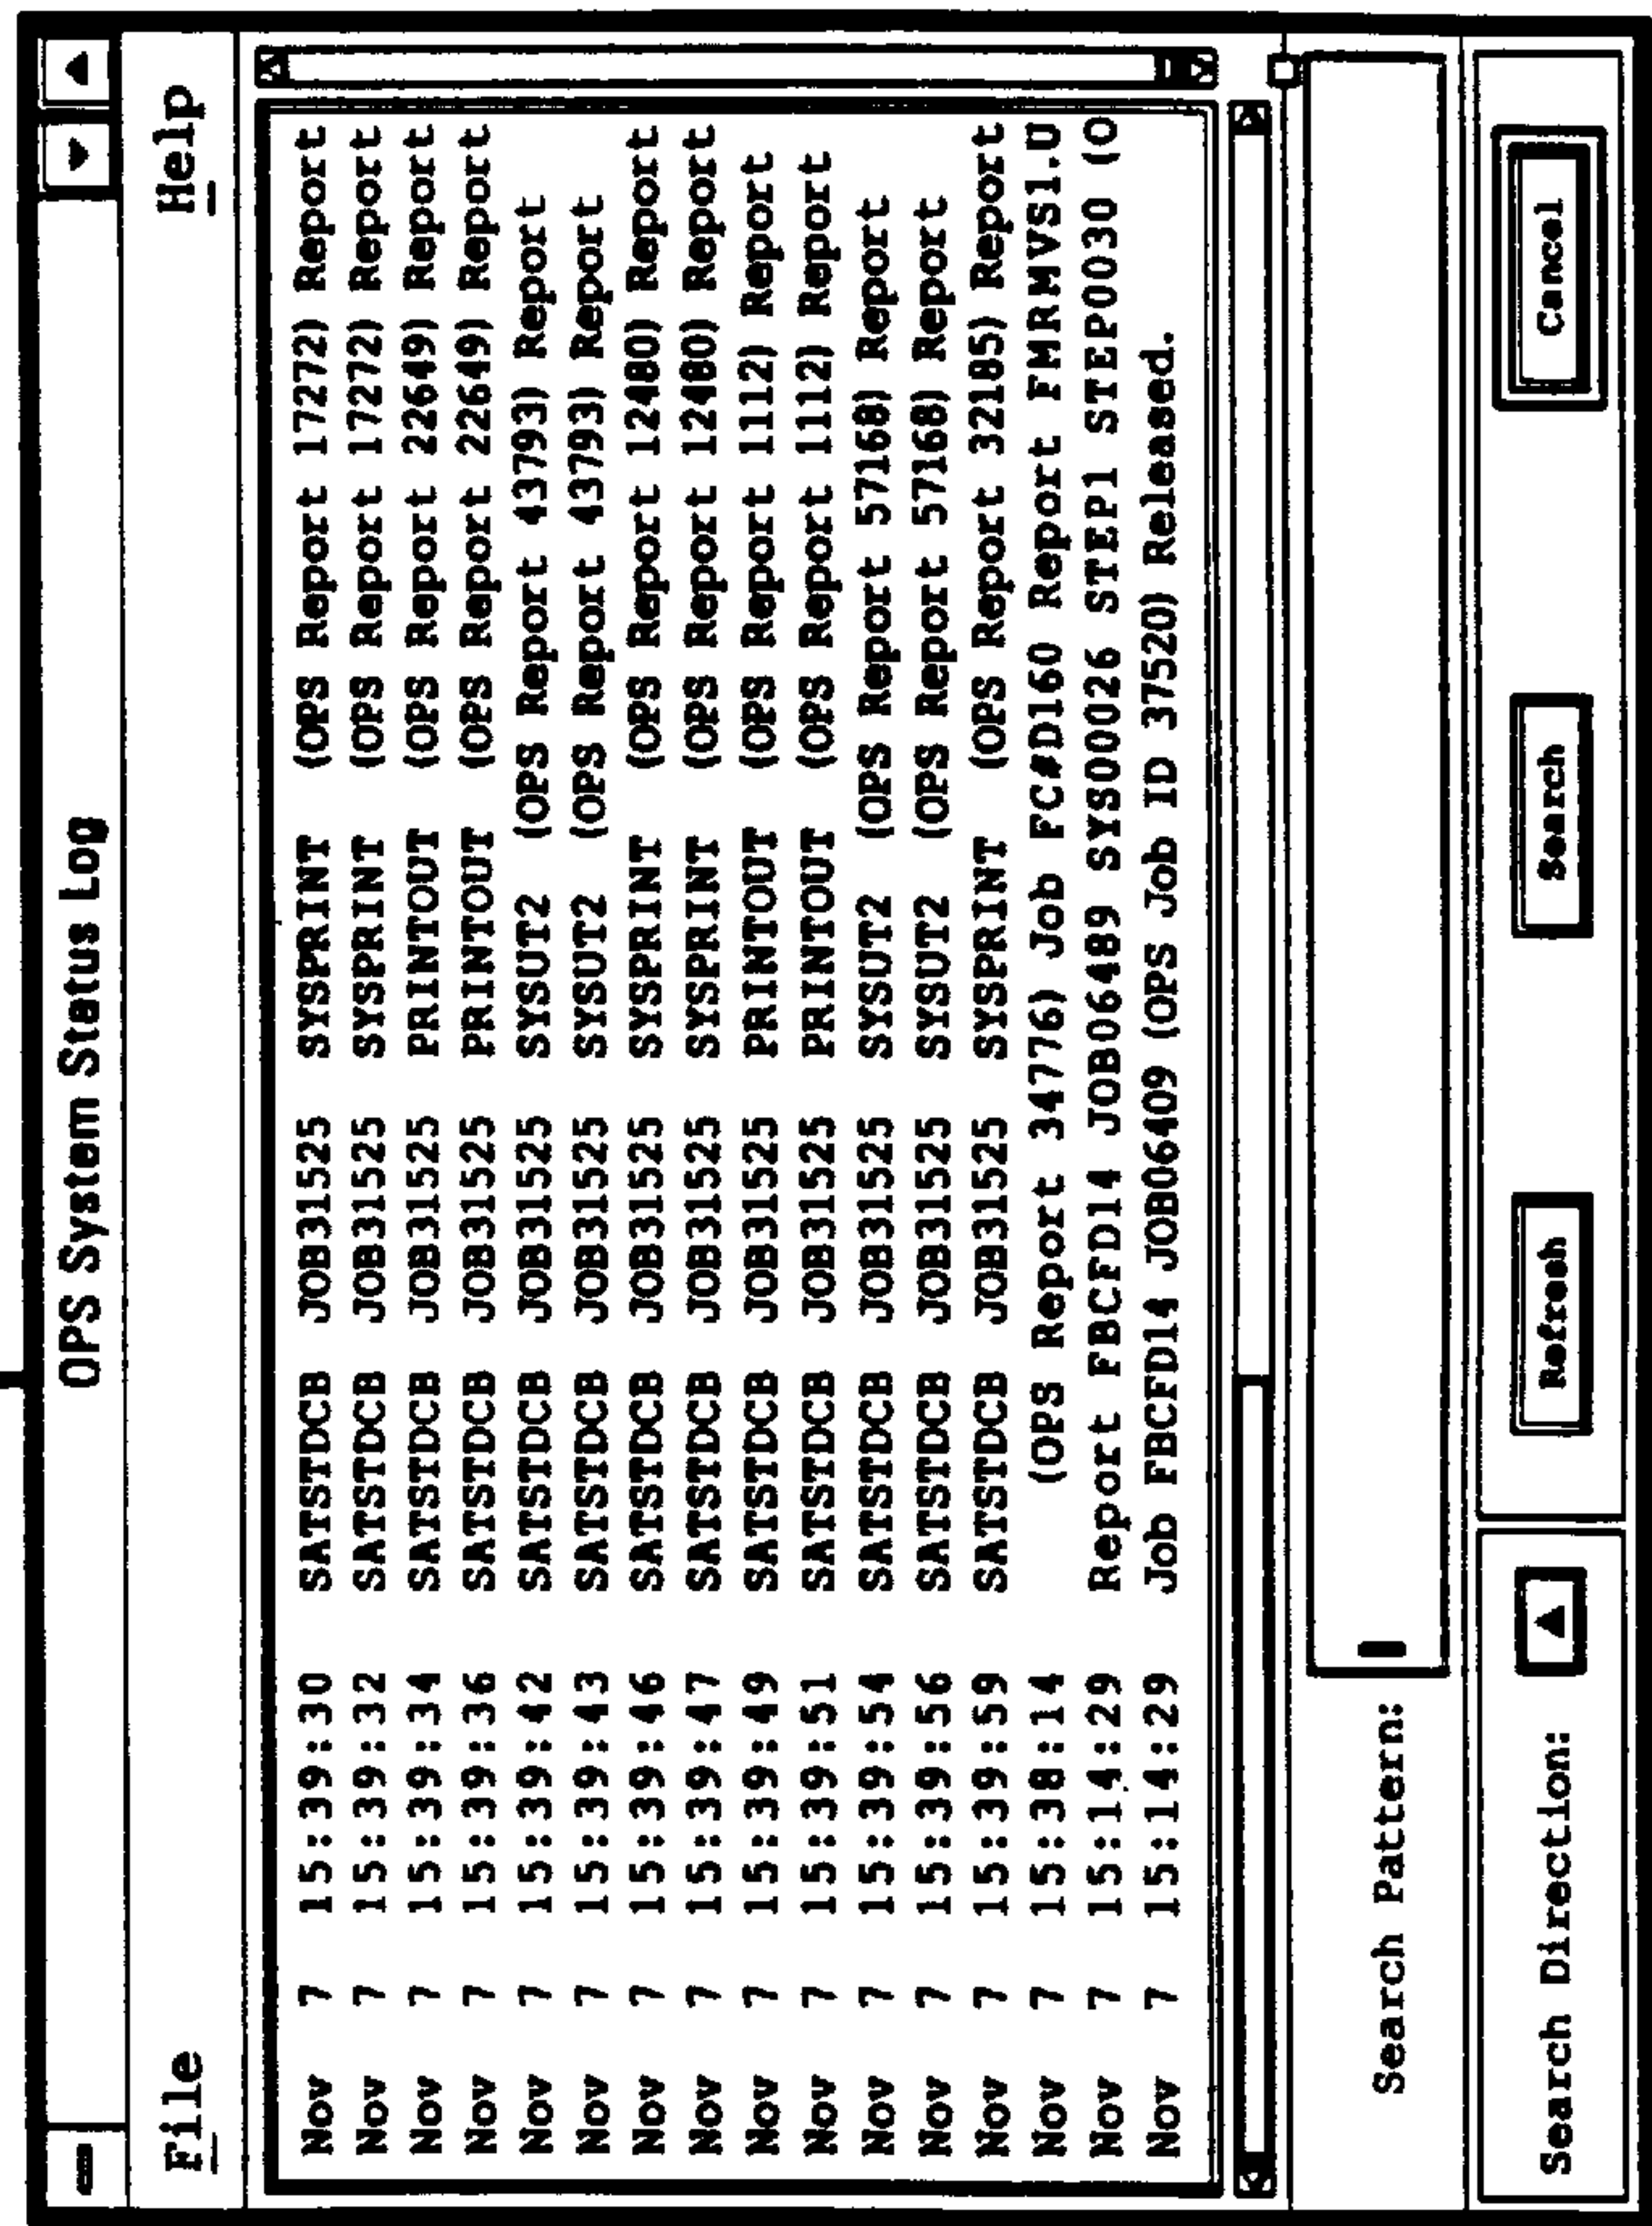 OPS System Status Log
File Help
Nov 7 15:39:30 SATSTDCB JOB31525 SYSPRINT (OPS Report 17272) Report
Nov 7 15:39:32 SATSTDCB JOB31525 SYSPRINT (OPS Report 17272) Report
Nov 7 15:39:34 SATSTDCB JOB31525 PRINTOUT (OPS Report 22649) Report
Nov 7 15:39:36 SATSTDCB JOB31525 PRINTOUT (OPS Report 22649) Report
Nov 7 15:39:42 SATSTDCB JOB31525 SYSUT2 (OPS Report 43793) Report
Nov 7 15:39:43 SATSTDCB JOB31525 SYSUT2 (OPS Report 43793) Report
Nov 7 15:39:46 SATSTDCB JOB31525 SYSPRINT (OPS Report 12480) Report
Nov 7 15:39:47 SATSTDCB JOB31525 SYSPRINT (OPS Report 12480) Report
Nov 7 15:39:49 SATSTDCB JOB31525 PRINTOUT (OPS Report 1112) Report
Nov 7 15:39:51 SATSTDCB JOB31525 PRINTOUT (OPS Report 1112) Report
Nov 7 15:39:54 SATSTDCB JOB31525 SYSUT2 (OPS Report 57168) Report
Nov 7 15:39:56 SATSTDCB JOB31525 SYSUT2 (OPS Report 57168) Report
Nov 7 15:39:59 SATSTDCB JOB31525 SYSPRINT (OPS Report 32185) Report
Nov 7 15:38:14 (OPS Report 34776) Job FC#D160 Report FMRMVS1.U
Nov 7 15:14:29 Report FBCFD14 JOB06489 SYS00026 STEP1 STEP0030 (O
Nov 7 15:14:29 Job FBCFD14 JOB06409 (OPS Job ID 37520) Released.
Search Pattern:
Search Direction: Refresh Search Cancel